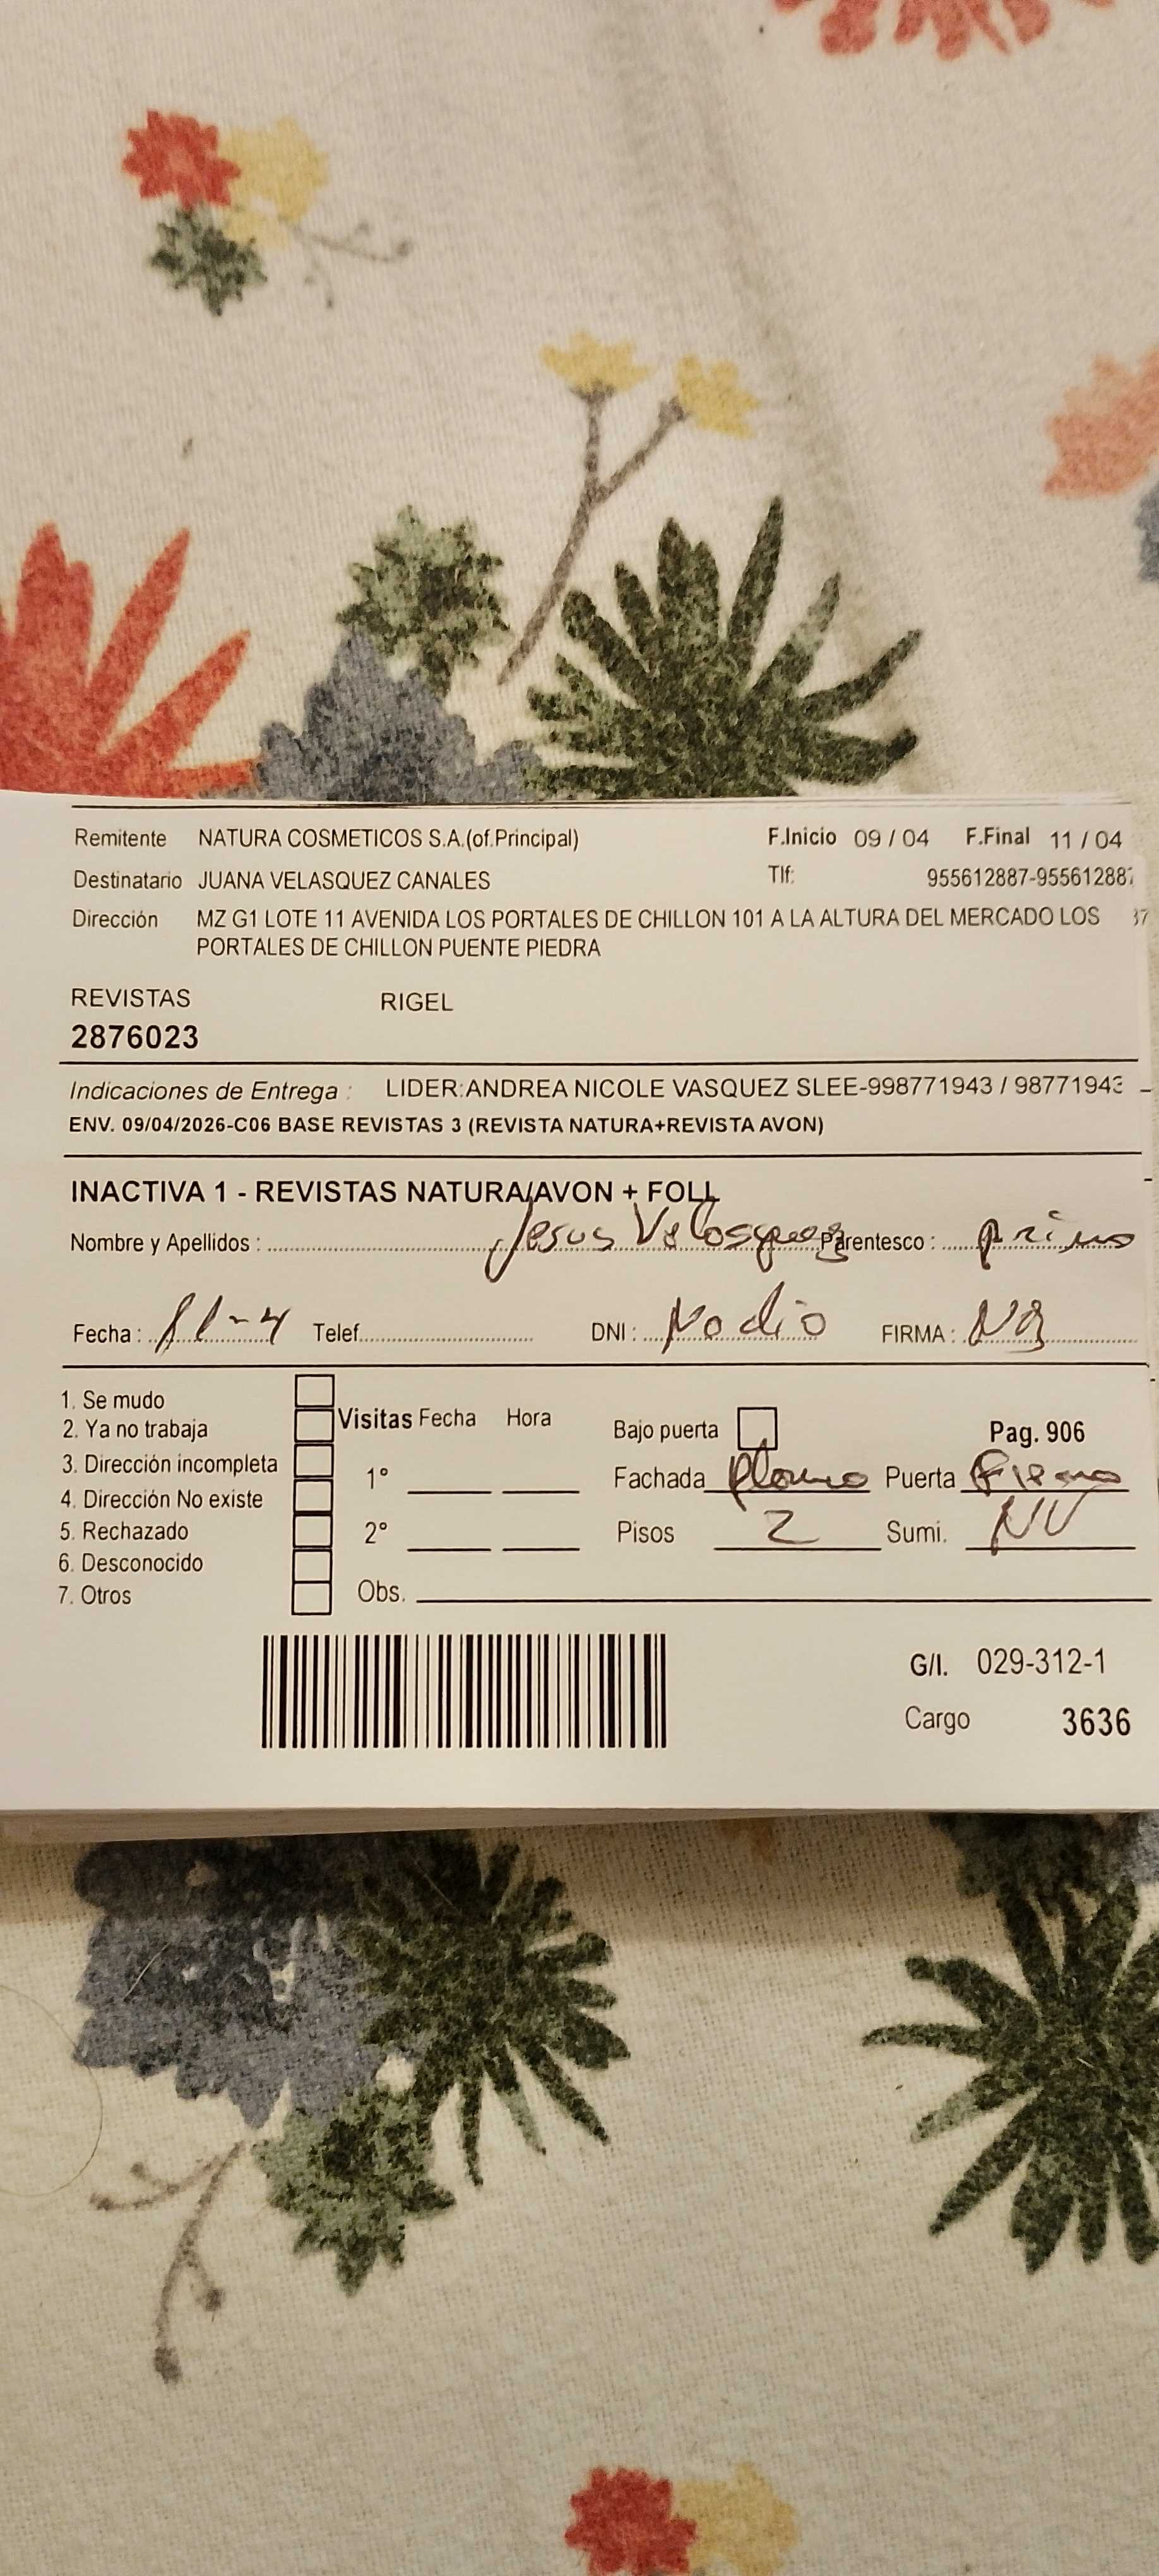 Remitente NATURA COSMETICOS S.A.(of.Principal) F.Inicio 09 / 04 F.Final 11 / 04
Destinatario JUANA VELASQUEZ CANALES Tlf: 955612887-95561288
Dirección MZ G1 LOTE 11 AVENIDA LOS PORTALES DE CHILLON 101 A LA ALTURA DEL MERCADO LOS
PORTALES DE CHILLON PUENTE PIEDRA
REVISTAS RIGEL
2876023
Indicaciones de Entrega : LIDER:ANDREA NICOLE VASQUEZ SLEE-998771943 / 98771943
ENV. 09/04/2026-C06 BASE REVISTAS 3 (REVISTA NATURA+REVISTA AVON)
INACTIVA 1 - REVISTAS NATURA/AVON + FOLL
Nombre y Apellidos : Jesus Velasquez Parentesco : primo
Fecha : 11-4 Telef. DNI : No dio FIRMA :
1. Se mudo
2. Ya no trabaja Visitas Fecha Hora Bajo puerta Pag. 906
3. Dirección incompleta 1° Fachada Plomo Puerta Fierro
4. Dirección No existe
5. Rechazado 2° Pisos 2 Sumi. NV
6. Desconocido
7. Otros Obs.
G/I. 029-312-1
Cargo 3636